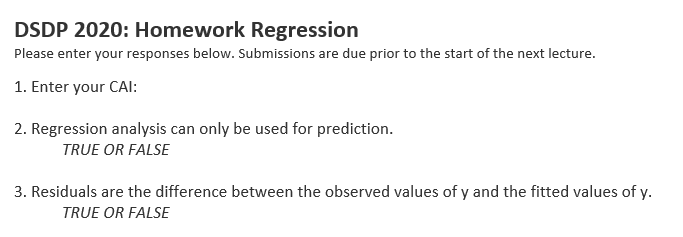 DSDP 2020: Homework Regression
Please enter your responses below. Submissions are due prior to the start of the next lecture.
1. Enter your CAI:
2. Regression analysis can only be used for prediction.
TRUE OR FALSE
3. Residuals are the difference between the observed values of y and the fitted values of y.
TRUE OR FALSE